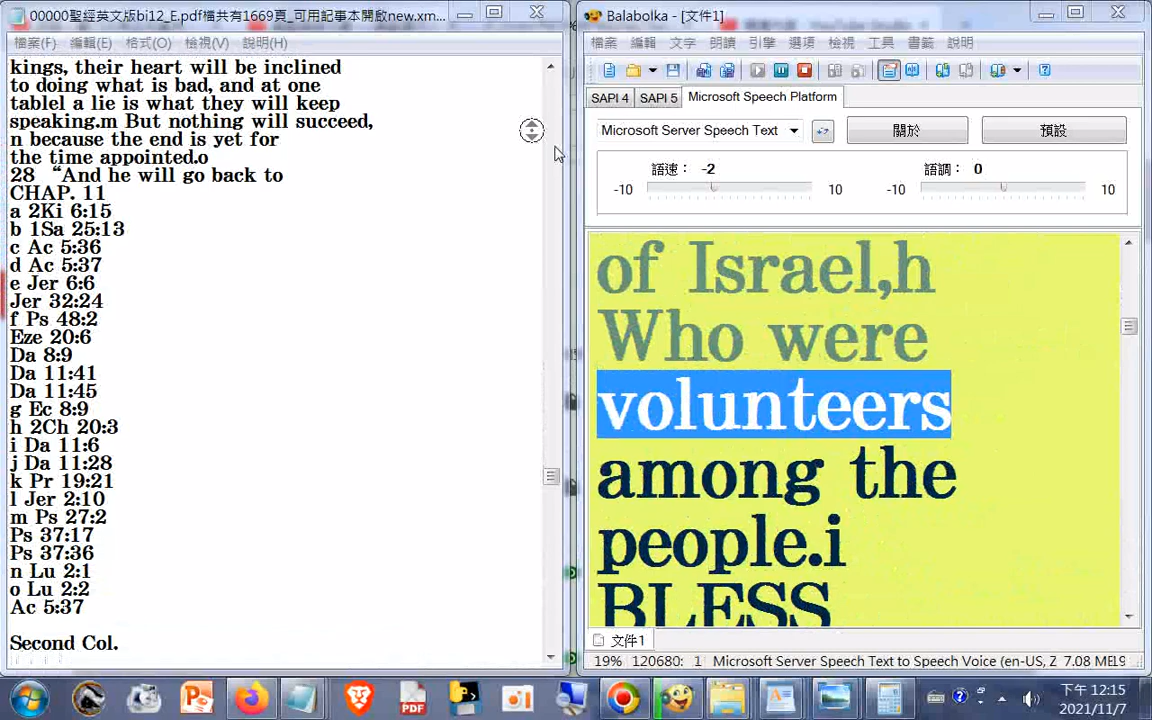 00000聖經英文版bi12_E.pdf檔共有1669頁_可用記事本開啟new.xm...
檔案(F) 編輯(E) 格式(O) 檢視(V) 說明(H)
kings, their heart will be inclined
to doing what is bad, and at one
tablel a lie is what they will keep
speaking.m But nothing will succeed,
n because the end is yet for
the time appointed.o
28 “And he will go back to
CHAP. 11
a 2Ki 6:15
b 1Sa 25:13
c Ac 5:36
d Ac 5:37
e Jer 6:6
Jer 32:24
f Ps 48:2
Eze 20:6
Da 8:9
Da 11:41
Da 11:45
g Ec 8:9
h 2Ch 20:3
i Da 11:6
j Da 11:28
k Pr 19:21
l Jer 2:10
m Ps 27:2
Ps 37:17
Ps 37:36
n Lu 2:1
o Lu 2:2
Ac 5:37
Second Col.
Balabolka - [文件1]
檔案 編輯 文字 朗讀 引擎 選項 檢視 工具 書籤 說明
SAPI 4 SAPI 5 Microsoft Speech Platform
Microsoft Server Speech Text 關於 預設
語速： -2 語調： 0
-10 10 -10 10
of Israel,h
Who were
volunteers
among the
people.i
BLESS
文件1
19% 120680: 1 Microsoft Server Speech Text to Speech Voice (en-US, Z 7.08 ME
下午 12:15
2021/11/7